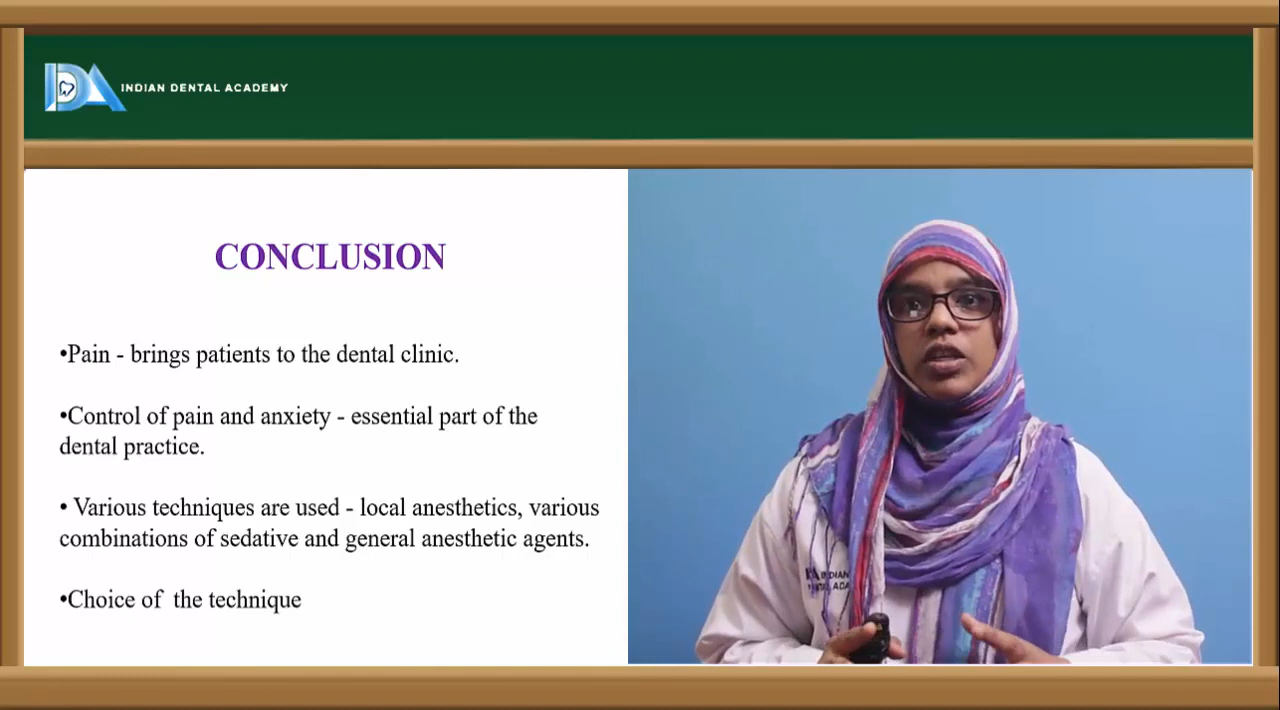 INDIAN DENTAL ACADEMY
CONCLUSION
•Pain - brings patients to the dental clinic.
•Control of pain and anxiety - essential part of the
dental practice.
• Various techniques are used - local anesthetics, various
combinations of sedative and general anesthetic agents.
•Choice of the technique